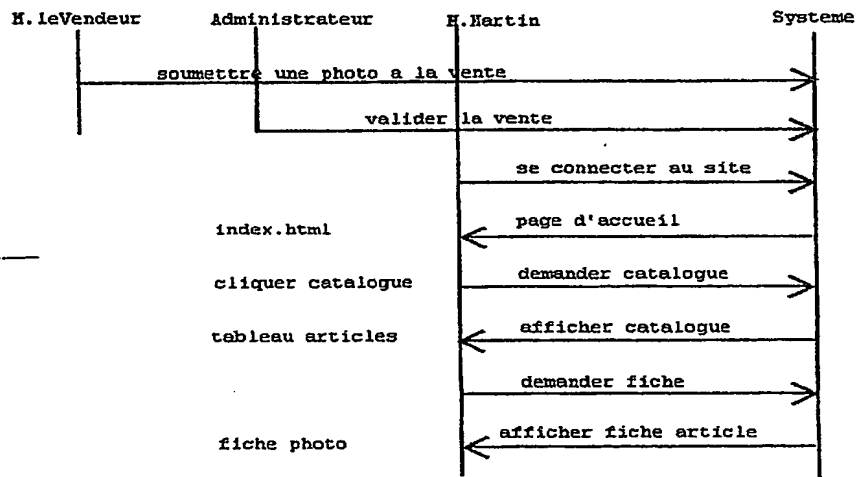 M.leVendeur Administrateur M.Martin Systeme
soumettre une photo a la vente
valider la vente
se connecter au site
index.html page d'accueil
cliquer catalogue demander catalogue
tableau articles afficher catalogue
demander fiche
fiche photo afficher fiche article